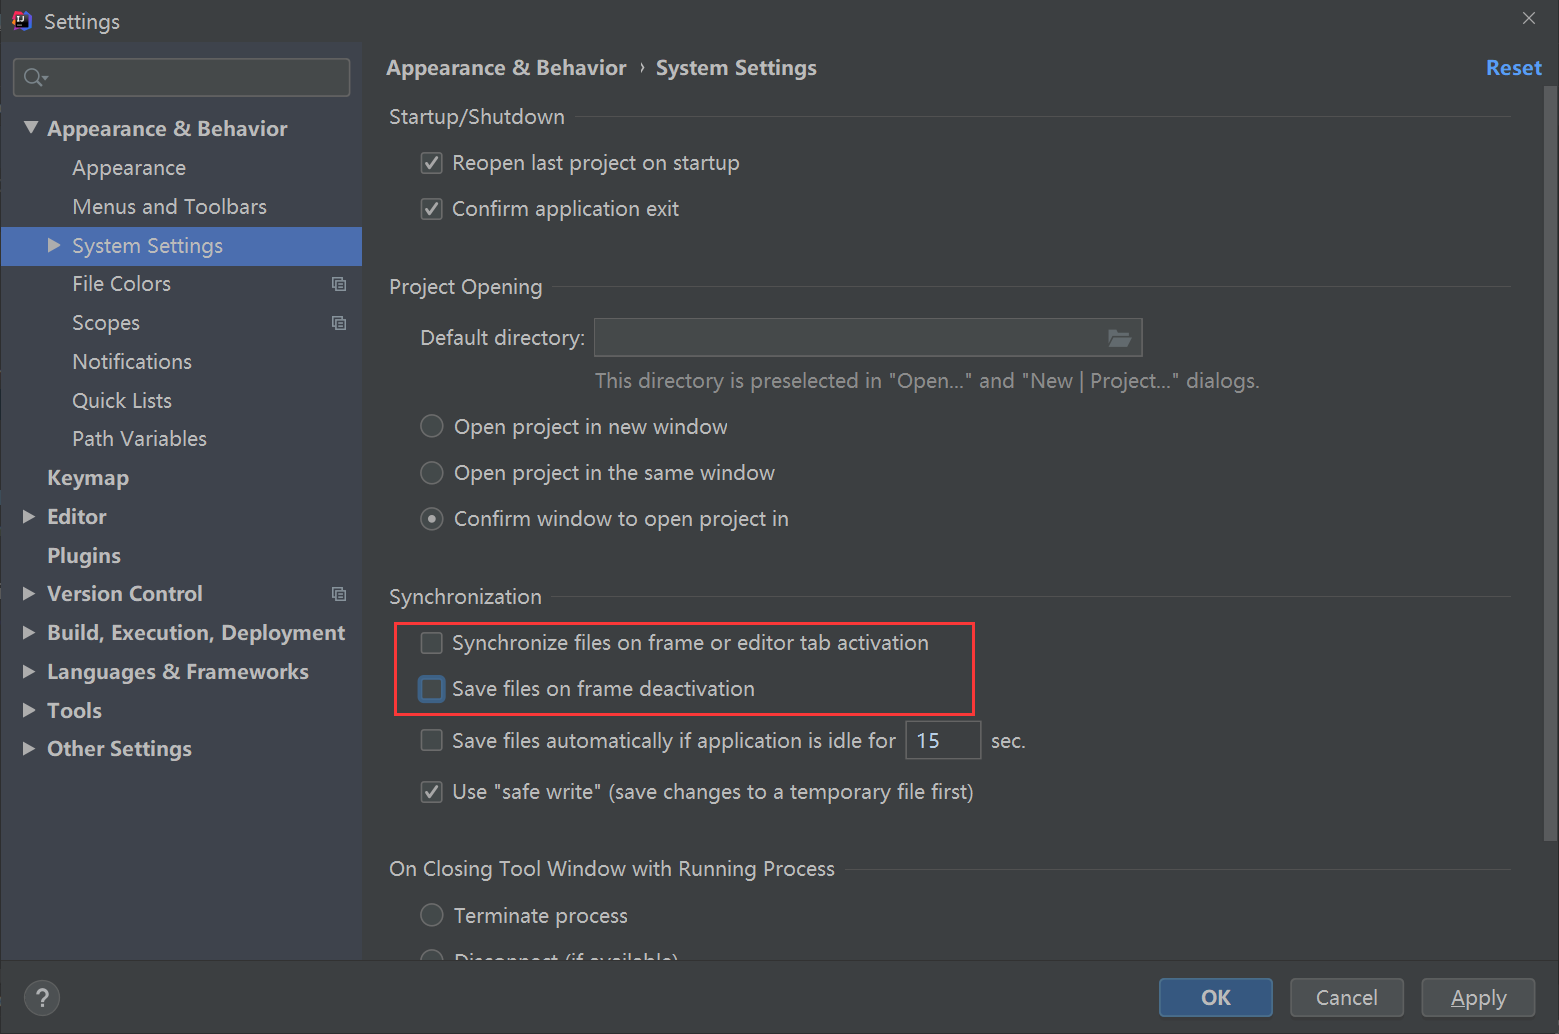 Settings
Appearance & Behavior › System Settings
Reset
Appearance & Behavior
Appearance
Menus and Toolbars
System Settings
File Colors
Scopes
Notifications
Quick Lists
Path Variables
Keymap
Editor
Plugins
Version Control
Build, Execution, Deployment
Languages & Frameworks
Tools
Other Settings
Startup/Shutdown
Reopen last project on startup
Confirm application exit
Project Opening
Default directory:
This directory is preselected in "Open..." and "New | Project..." dialogs.
Open project in new window
Open project in the same window
Confirm window to open project in
Synchronization
Synchronize files on frame or editor tab activation
Save files on frame deactivation
Save files automatically if application is idle for 15 sec.
Use "safe write" (save changes to a temporary file first)
On Closing Tool Window with Running Process
Terminate process
Disconnect (if available)
?
OK
Cancel
Apply